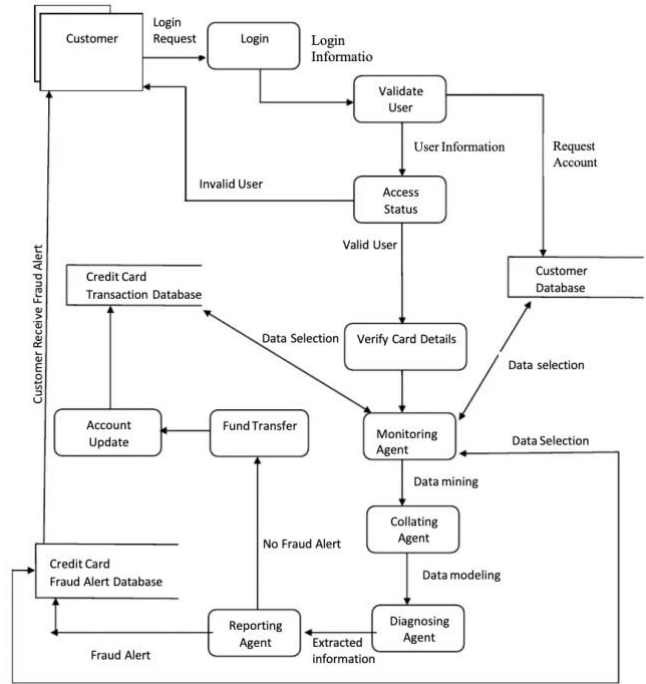 Customer
Login
Request
Login
Login
Informatio
Validate
User
User Information
Request
Account
Invalid User
Access
Status
Valid User
Customer
Database
Credit Card
Transaction Database
Data Selection
Verify Card Details
Data selection
Customer Receive Fraud Alert
Account
Update
Fund Transfer
Monitoring
Agent
Data Selection
Data mining
Collating
Agent
No Fraud Alert
Credit Card
Fraud Alert Database
Data modeling
Reporting
Agent
Extracted
information
Diagnosing
Agent
Fraud Alert